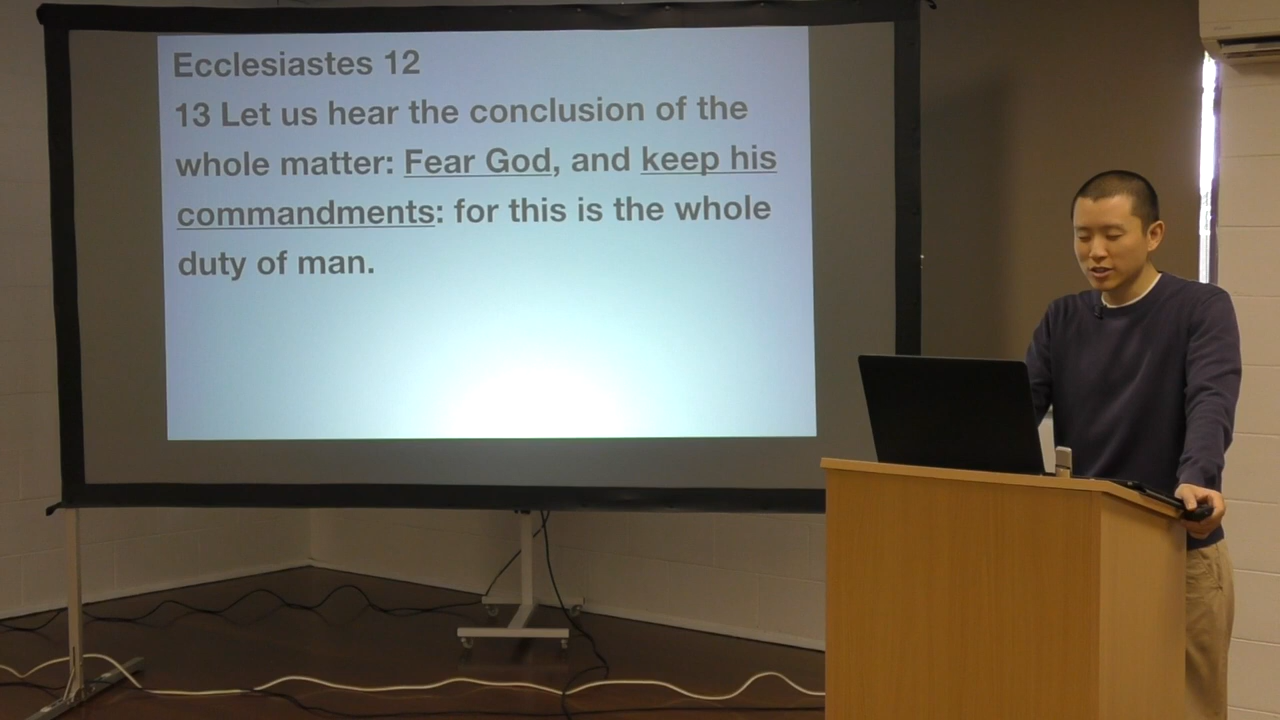 Ecclesiastes 12
13 Let us hear the conclusion of the
whole matter: Fear God, and keep his
commandments: for this is the whole
duty of man.